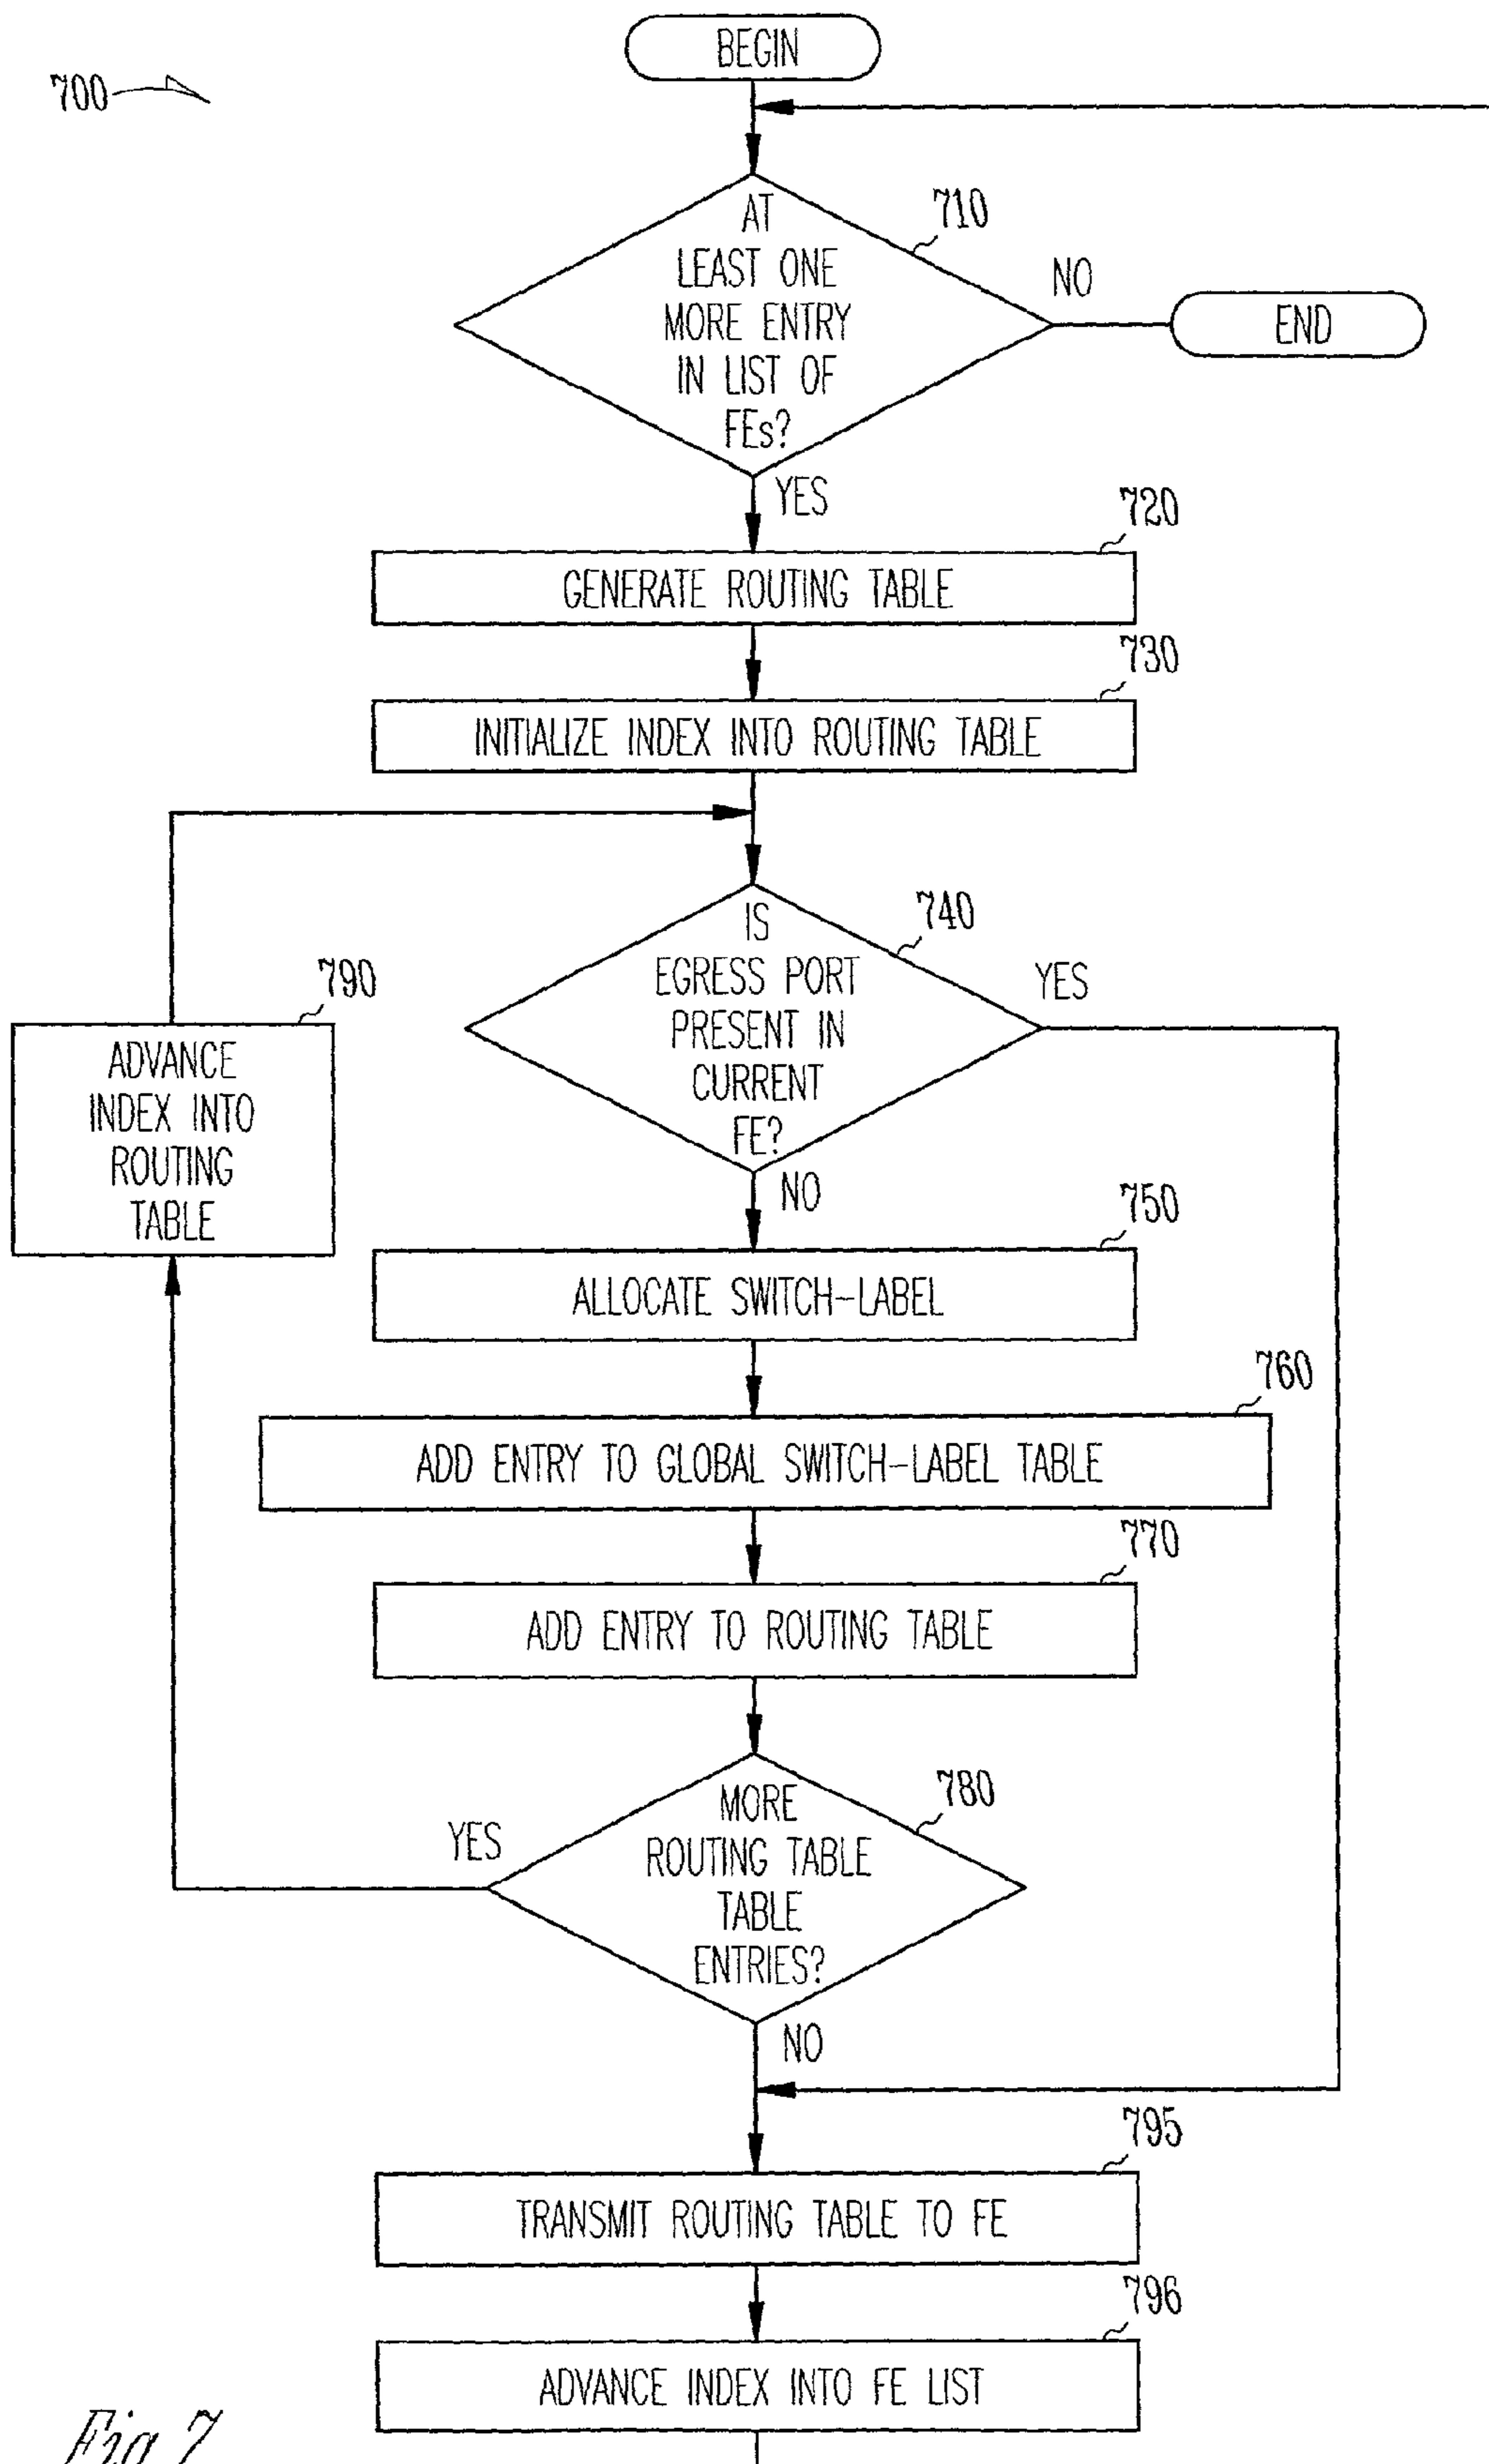 BEGIN
700
AT
LEAST ONE
MORE ENTRY
IN LIST OF
FEs?
710
NO
END
YES
720
GENERATE ROUTING TABLE
730
INITIALIZE INDEX INTO ROUTING TABLE
IS
EGRESS PORT
PRESENT IN
CURRENT
FE?
740
YES
790
ADVANCE
INDEX INTO
ROUTING
TABLE
NO
750
ALLOCATE SWITCH-LABEL
760
ADD ENTRY TO GLOBAL SWITCH-LABEL TABLE
770
ADD ENTRY TO ROUTING TABLE
MORE
ROUTING TABLE
TABLE
ENTRIES?
780
YES
NO
795
TRANSMIT ROUTING TABLE TO FE
796
ADVANCE INDEX INTO FE LIST
Fig 7